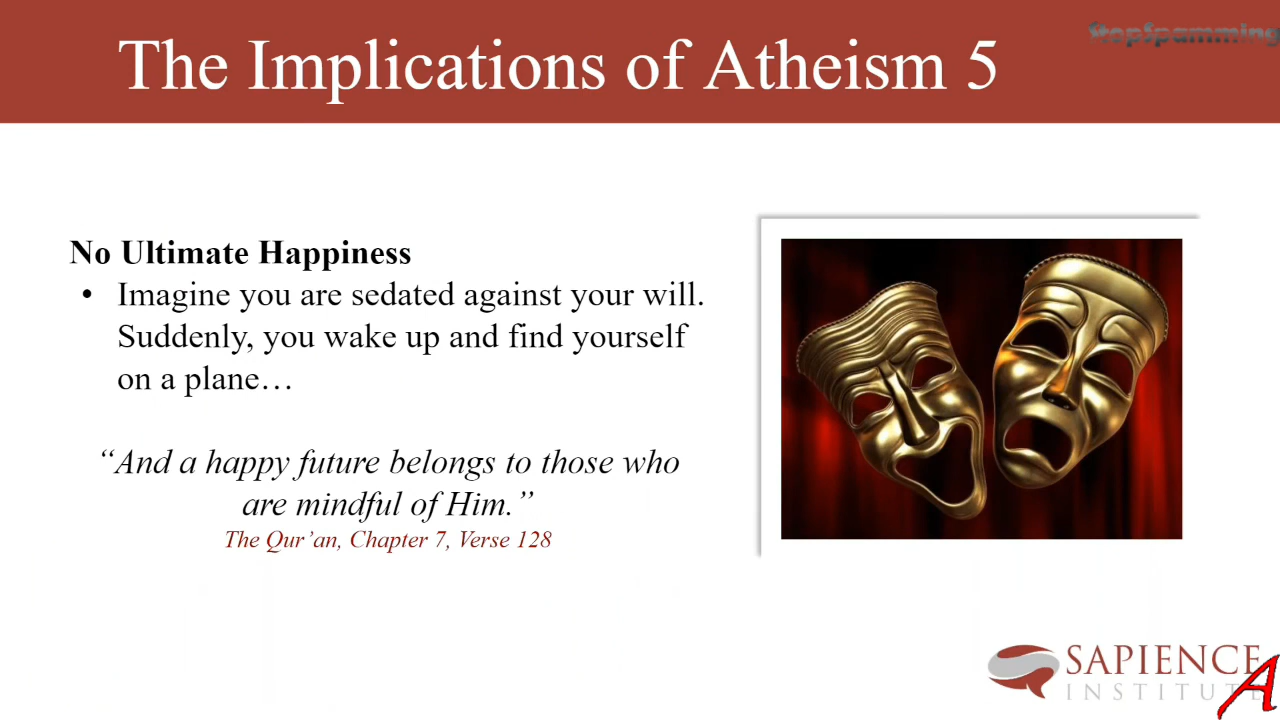 The Implications of Atheism 5
StopSpamming
No Ultimate Happiness
• Imagine you are sedated against your will.
Suddenly, you wake up and find yourself
on a plane…
“And a happy future belongs to those who
are mindful of Him.”
The Qur’an, Chapter 7, Verse 128
SAPIENCE
INSTITUTE
A